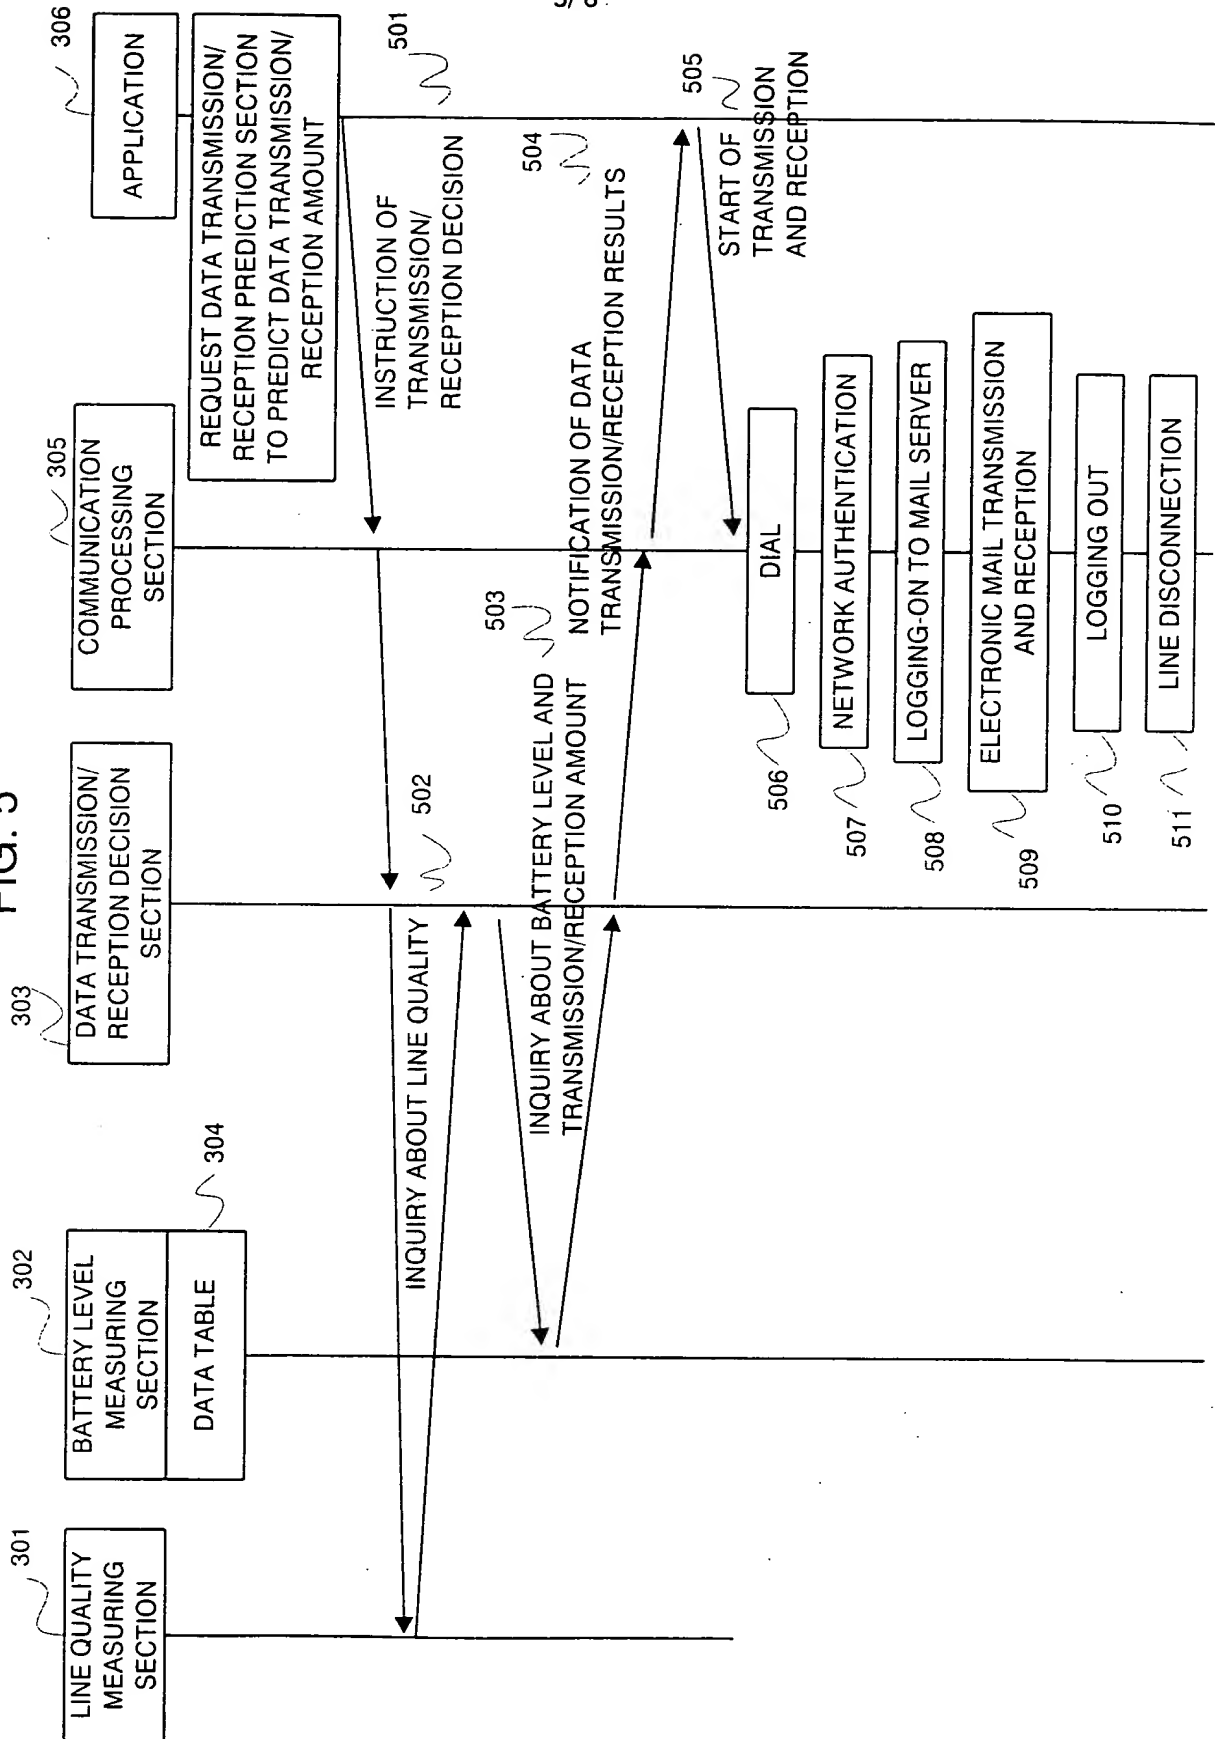 5/8
FIG. 5
301
LINE QUALITY
MEASURING
SECTION
302
BATTERY LEVEL
MEASURING
SECTION
DATA TABLE
304
303
DATA TRANSMISSION/
RECEPTION DECISION
SECTION
305
COMMUNICATION
PROCESSING
SECTION
306
APPLICATION
REQUEST DATA TRANSMISSION/
RECEPTION PREDICTION SECTION
TO PREDICT DATA TRANSMISSION/
RECEPTION AMOUNT
501
INSTRUCTION OF
TRANSMISSION/
RECEPTION DECISION
502
INQUIRY ABOUT LINE QUALITY
503
INQUIRY ABOUT BATTERY LEVEL AND
TRANSMISSION/RECEPTION AMOUNT
504
NOTIFICATION OF DATA
TRANSMISSION/RECEPTION RESULTS
505
START OF
TRANSMISSION
AND RECEPTION
506
DIAL
507
NETWORK AUTHENTICATION
508
LOGGING-ON TO MAIL SERVER
509
ELECTRONIC MAIL TRANSMISSION
AND RECEPTION
510
LOGGING OUT
511
LINE DISCONNECTION